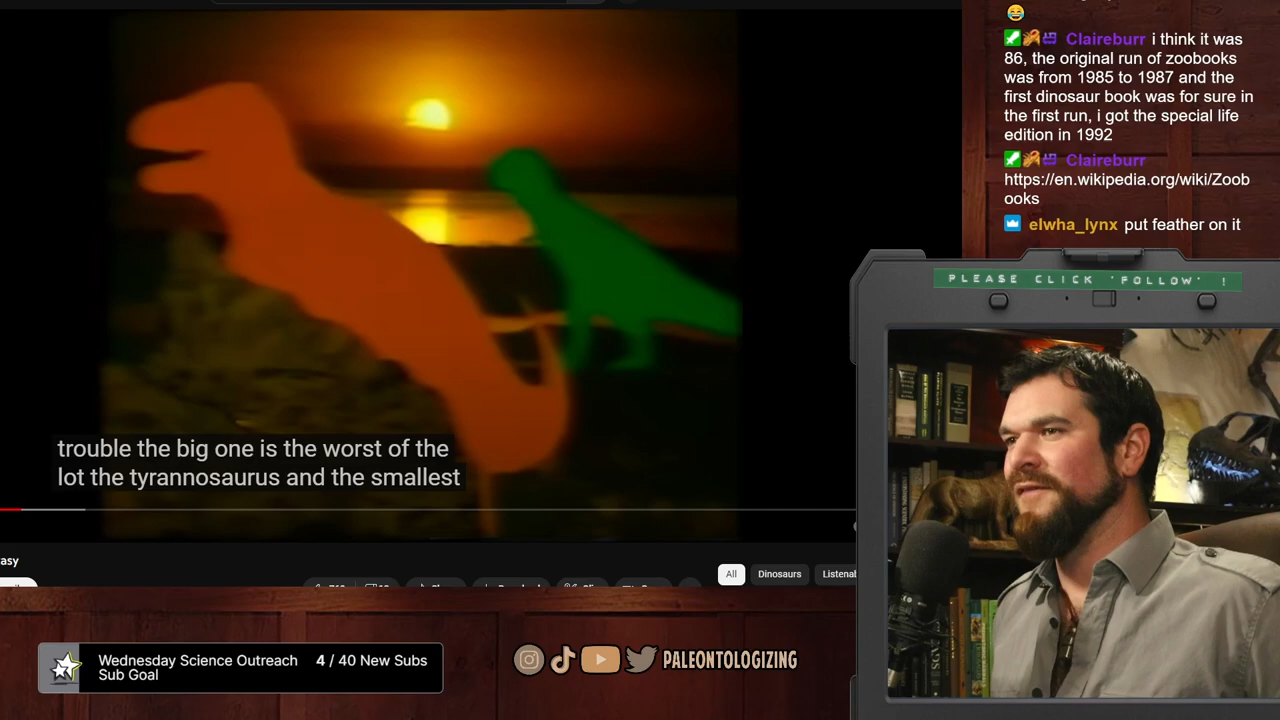 Claireburr i think it was
86, the original run of zoobooks
was from 1985 to 1987 and the
first dinosaur book was for sure in
the first run, i got the special life
edition in 1992
Claireburr
https://en.wikipedia.org/wiki/Zoob
ooks
elwha_lynx put feather on it
PLEASE CLICK 'FOLLOW' !
trouble the big one is the worst of the
lot the tyrannosaurus and the smallest
asy
All Dinosaurs Listenab
Wednesday Science Outreach 4 / 40 New Subs
Sub Goal
PALEONTOLOGIZING